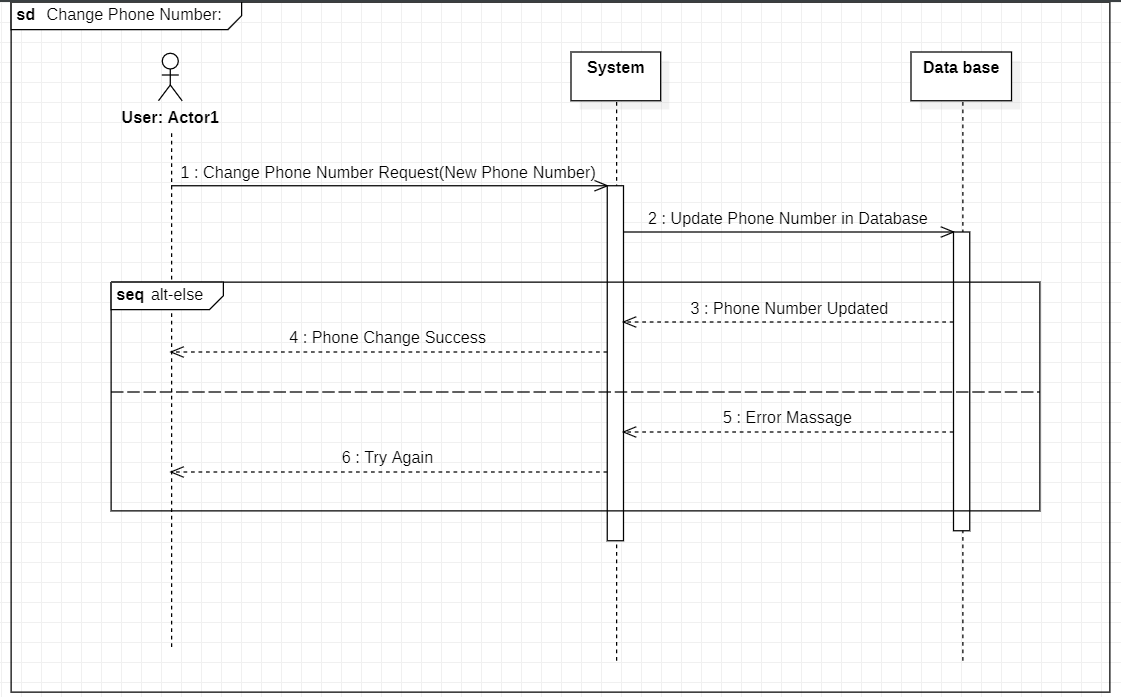 sd Change Phone Number:
System
Data base
User: Actor1
1 : Change Phone Number Request(New Phone Number)
2 : Update Phone Number in Database
seq alt-else
3 : Phone Number Updated
4 : Phone Change Success
5 : Error Massage
6 : Try Again